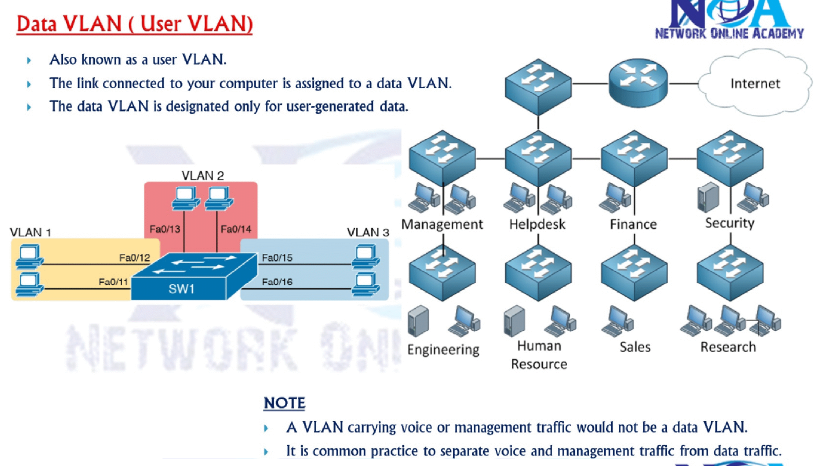 Data VLAN ( User VLAN)
NETWORK ONLINE ACADEMY
Also known as a user VLAN.
The link connected to your computer is assigned to a data VLAN.
The data VLAN is designated only for user-generated data.
Internet
VLAN 2
Fa0/13
Fa0/14
VLAN 1
VLAN 3
Fa0/12
Fa0/15
Fa0/11
Fa0/16
SW1
Management
Helpdesk
Finance
Security
Engineering
Human
Resource
Sales
Research
NETWORK ONL
NOTE
A VLAN carrying voice or management traffic would not be a data VLAN.
It is common practice to separate voice and management traffic from data traffic.